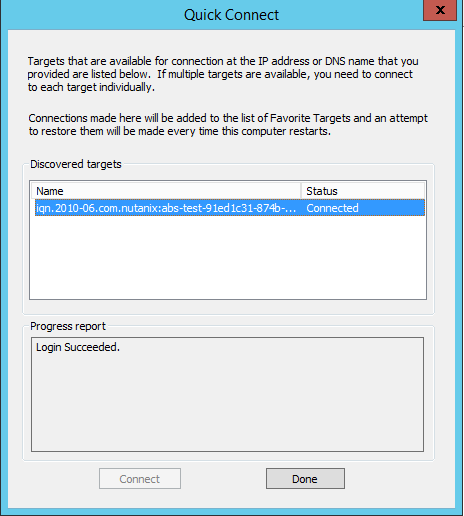 Quick Connect
x
Targets that are available for connection at the IP address or DNS name that you
provided are listed below. If multiple targets are available, you need to connect
to each target individually.
Connections made here will be added to the list of Favorite Targets and an attempt
to restore them will be made every time this computer restarts.
Discovered targets
Name Status
iqn.2010-06.com.nutanix:abs-test-91ed1c31-874b-... Connected
Progress report
Login Succeeded.
Connect Done